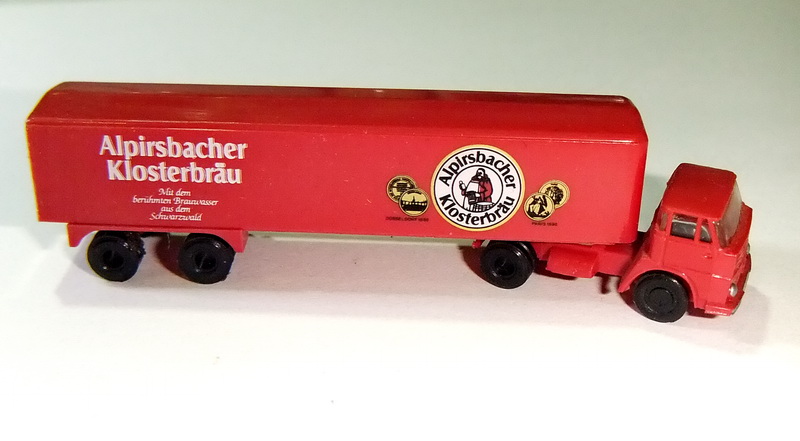 Alpirsbacher
Klosterbräu
Mit dem
berühmten Brauwasser
aus dem
Schwarzwald
Alpirsbacher
Klosterbräu